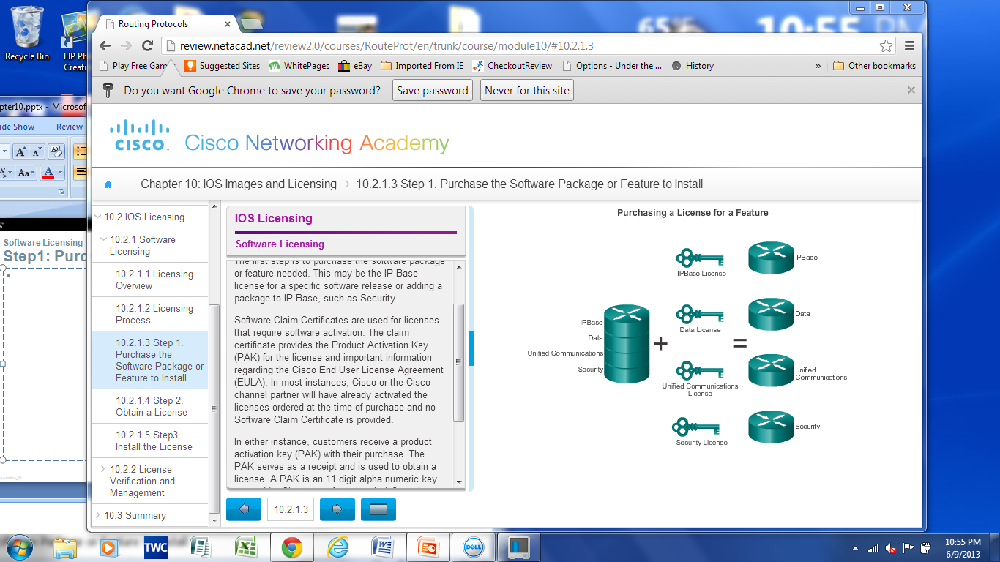 Recycle Bin
HP Ph
Creati
65
10:55 PM
Routing Protocols
review.netacad.net/review2.0/courses/RouteProt/en/trunk/course/module10/#10.2.1.3
Play Free Gam
Suggested Sites
WhitePages
eBay
Imported From IE
CheckoutReview
Options - Under the ...
History
»
Other bookmarks
Do you want Google Chrome to save your password?
Save password
Never for this site
pter10.pptx - Microsoft
ide Show
Review
Aa
CISCO
Cisco Networking Academy
Chapter 10: IOS Images and Licensing
10.2.1.3 Step 1. Purchase the Software Package or Feature to Install
Software Licensing
Step1: Purc
10.2 IOS Licensing
10.2.1 Software
Licensing
10.2.1.1 Licensing
Overview
10.2.1.2 Licensing
Process
10.2.1.3 Step 1.
Purchase the
Software Package or
Feature to Install
10.2.1.4 Step 2.
Obtain a License
10.2.1.5 Step3.
Install the License
10.2.2 License
Verification and
Management
10.3 Summary
IOS Licensing
Software Licensing
The first step is to purchase the software package
or feature needed. This may be the IP Base
license for a specific software release or adding a
package to IP Base, such as Security.
Software Claim Certificates are used for licenses
that require software activation. The claim
certificate provides the Product Activation Key
(PAK) for the license and important information
regarding the Cisco End User License Agreement
(EULA). In most instances, Cisco or the Cisco
channel partner will have already activated the
licenses ordered at the time of purchase and no
Software Claim Certificate is provided.
In either instance, customers receive a product
activation key (PAK) with their purchase. The
PAK serves as a receipt and is used to obtain a
license. A PAK is an 11 digit alpha numeric key
10.2.1.3
Purchasing a License for a Feature
IPBase
Data
Unified Communications
Security
+
IPBase License
Data License
Unified Communications
License
Security License
=
IPBase
Data
Unified
Communications
Security
TWC
DELL
10:55 PM
6/9/2013